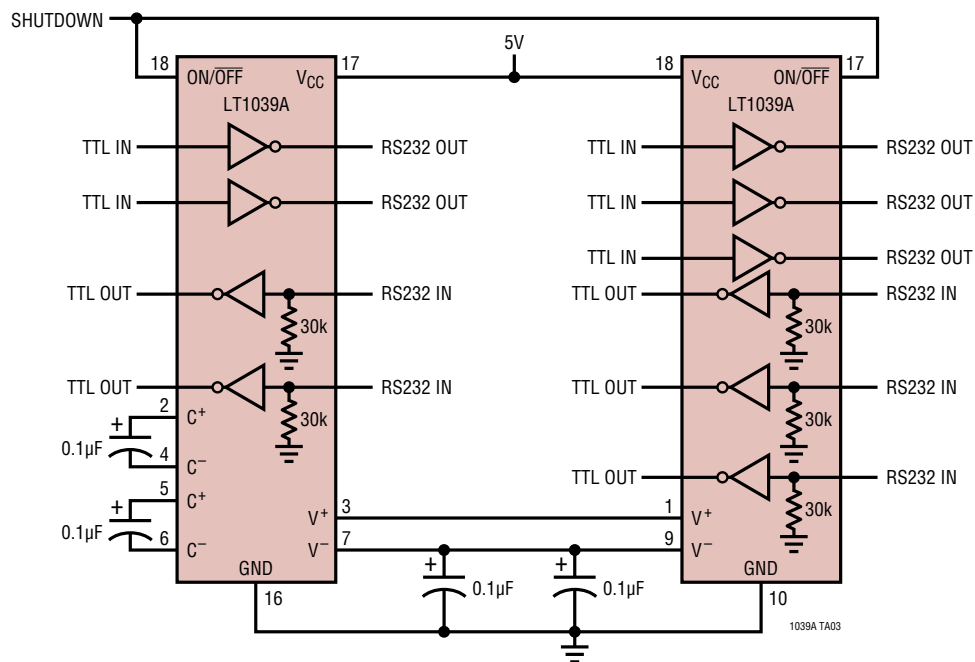 SHUTDOWN
5V
18 ON/OFF VCC 17
18 VCC ON/OFF 17
LT1039A
LT1039A
TTL IN RS232 OUT
TTL IN RS232 OUT
TTL IN RS232 OUT
TTL IN RS232 OUT
TTL IN RS232 OUT
TTL OUT RS232 IN
30k
TTL OUT RS232 IN
30k
TTL OUT RS232 IN
30k
TTL OUT RS232 IN
30k
TTL OUT RS232 IN
30k
2 C+
+
0.1µF
4 C−
5 C+
+
0.1µF
6 C−
V+ 3
1 V+
V− 7
9 V−
+
0.1µF
+
0.1µF
GND
16
GND
10
1039A TA03